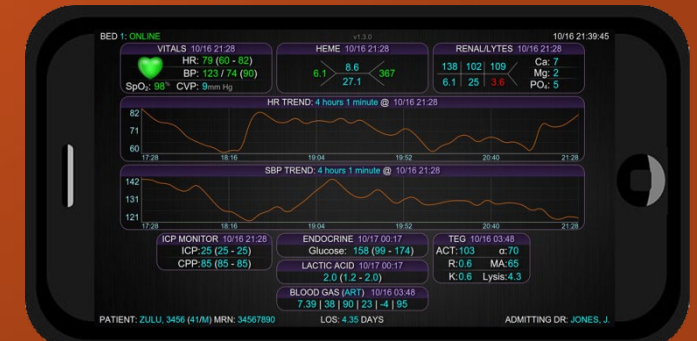 BED 1: ONLINE v1.3.0 10/16 21:39:45
VITALS 10/16 21:28
HR: 79 (60 - 82)
BP: 123 / 74 (90)
SpO₂: 98% CVP: 9mm Hg
HEME 10/16 21:28
8.6
6.1 367
27.1
RENAL/LYTES 10/16 21:28
138 102 109
6.1 25 3.6
Ca: 7
Mg: 2
PO₄: 5
HR TREND: 4 hours 1 minute @ 10/16 21:28
82
71
60
17:28 18:16 19:04 19:52 20:40 21:28
SBP TREND: 4 hours 1 minute @ 10/16 21:28
142
131
121
17:28 18:16 19:04 19:52 20:40 21:28
ICP MONITOR 10/16 21:28
ICP:25 (25 - 25)
CPP:85 (85 - 85)
ENDOCRINE 10/17 00:17
Glucose: 158 (99 - 174)
LACTIC ACID 10/17 00:17
2.0 (1.2 - 2.0)
BLOOD GAS (ART) 10/16 03:48
7.39 | 38 | 90 | 23 | -4 | 95
TEG 10/16 03:48
ACT:103 α:70
R:0.6 MA:65
K:0.6 Lysis:4.3
PATIENT: ZULU, 3456 (41/M) MRN: 34567890 LOS: 4.35 DAYS ADMITTING DR: JONES, J.